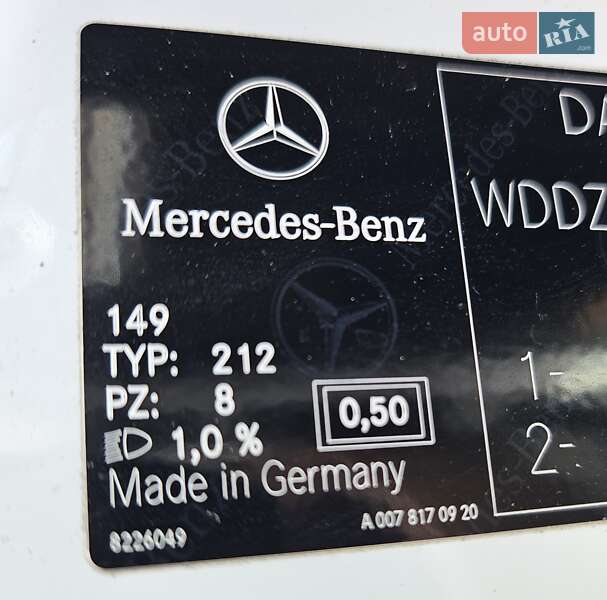 auto RIA.com
Mercedes-Benz
149
TYP: 212
PZ: 8
1,0 %
0,50
Made in Germany
8226049
A 007 817 09 20
DA
WDDZ
1-
2-